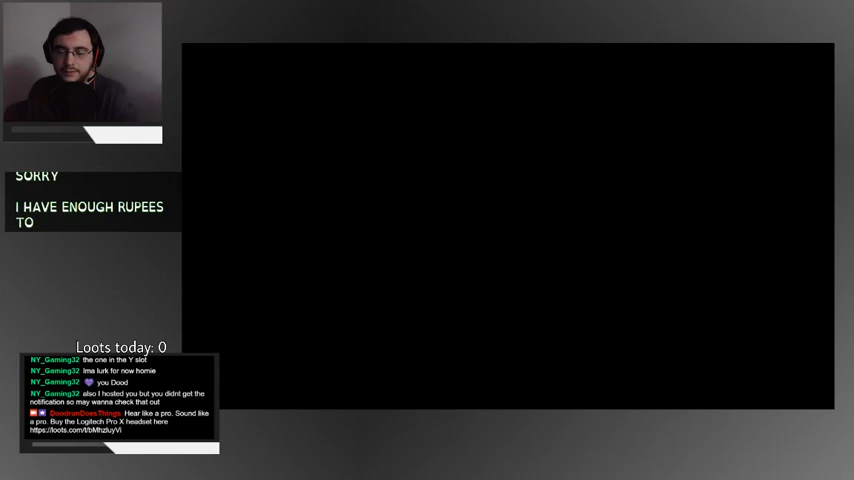 SORRY
I HAVE ENOUGH RUPEES
TO
Loots today: 0
NY_Gaming32 the one in the Y slot
NY_Gaming32 Ima lurk for now homie
NY_Gaming32 you Dood
NY_Gaming32 also I hosted you but you didnt get the
notification so may wanna check that out
DoodrunDoesThings Hear like a pro. Sound like
a pro. Buy the Logitech Pro X headset here
https://loots.com/t/bMhzluyVi